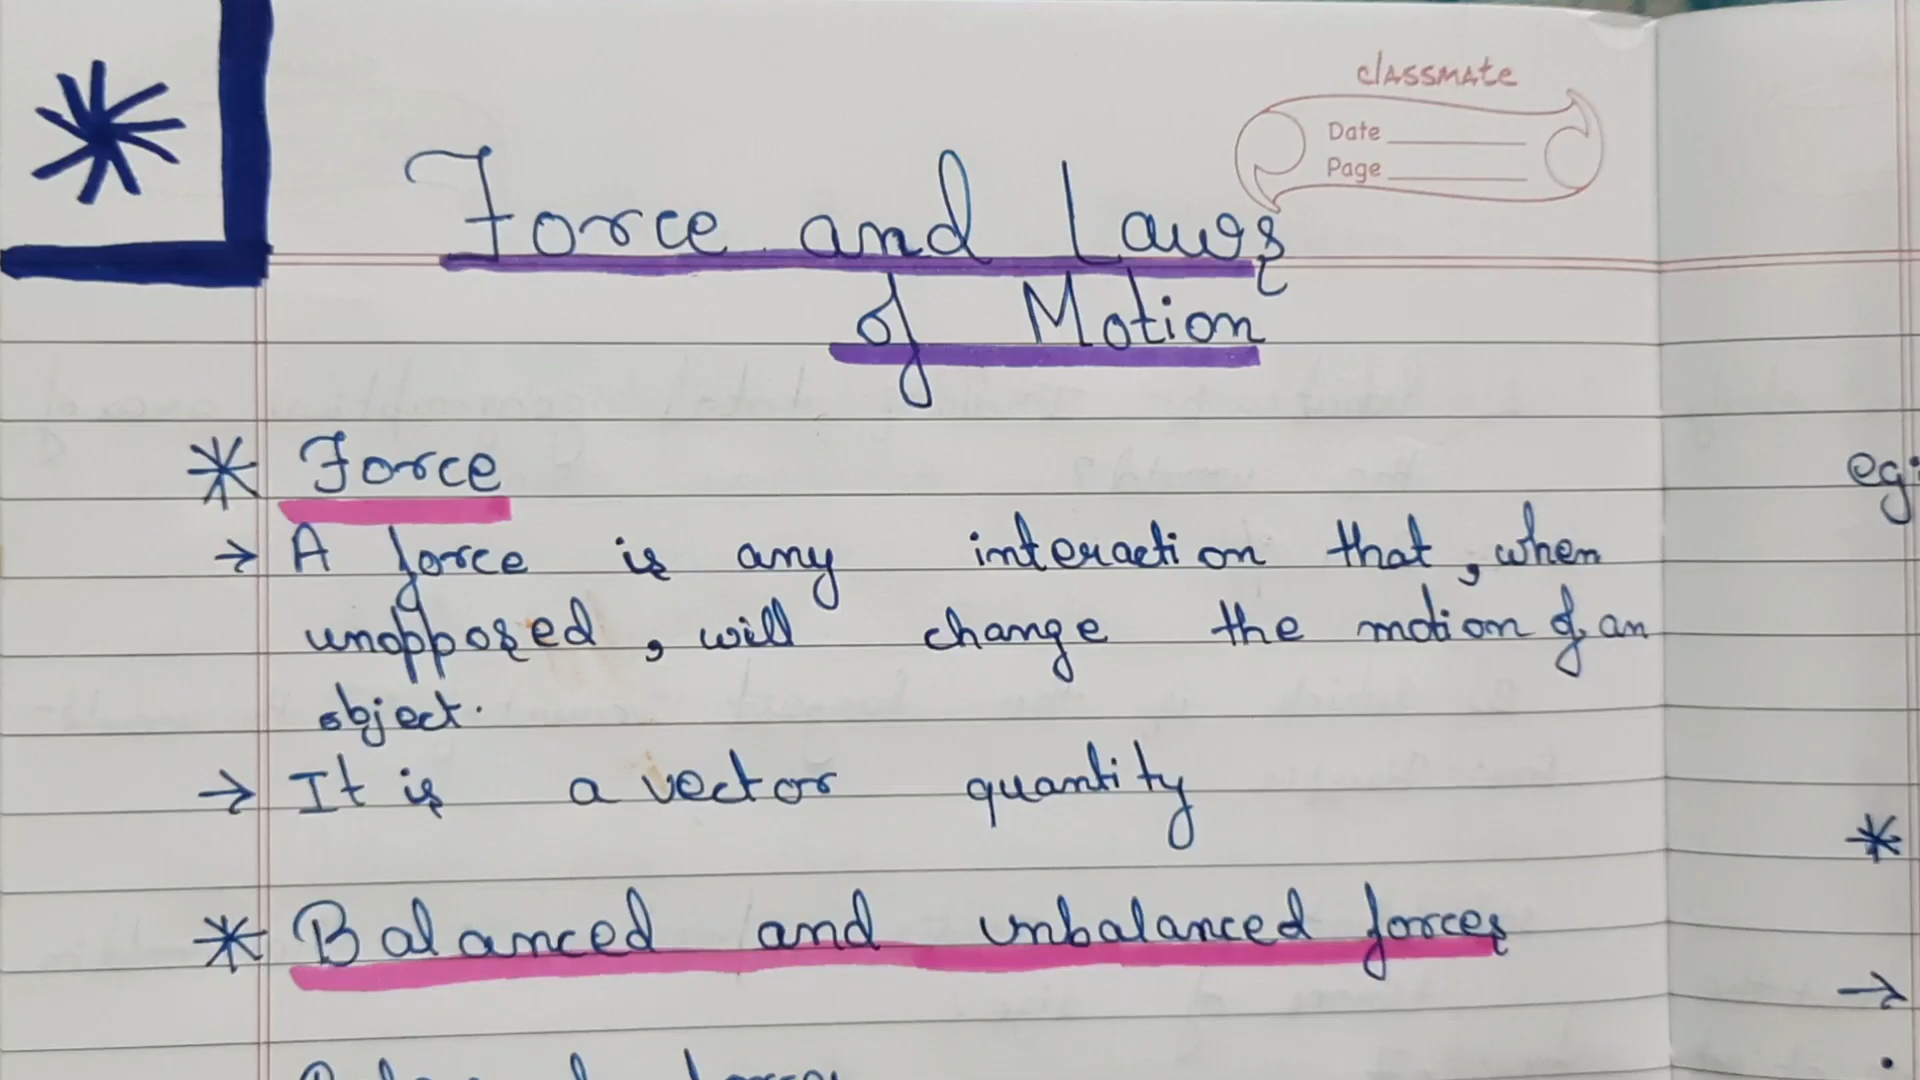 classmate
Date
Page
Force and Laws
of Motion
* Force
→ A force is any interaction that, when
unopposed, will change the motion of an
object.
→ It is a vector quantity
* Balanced and unbalanced forces
eg:
*
→